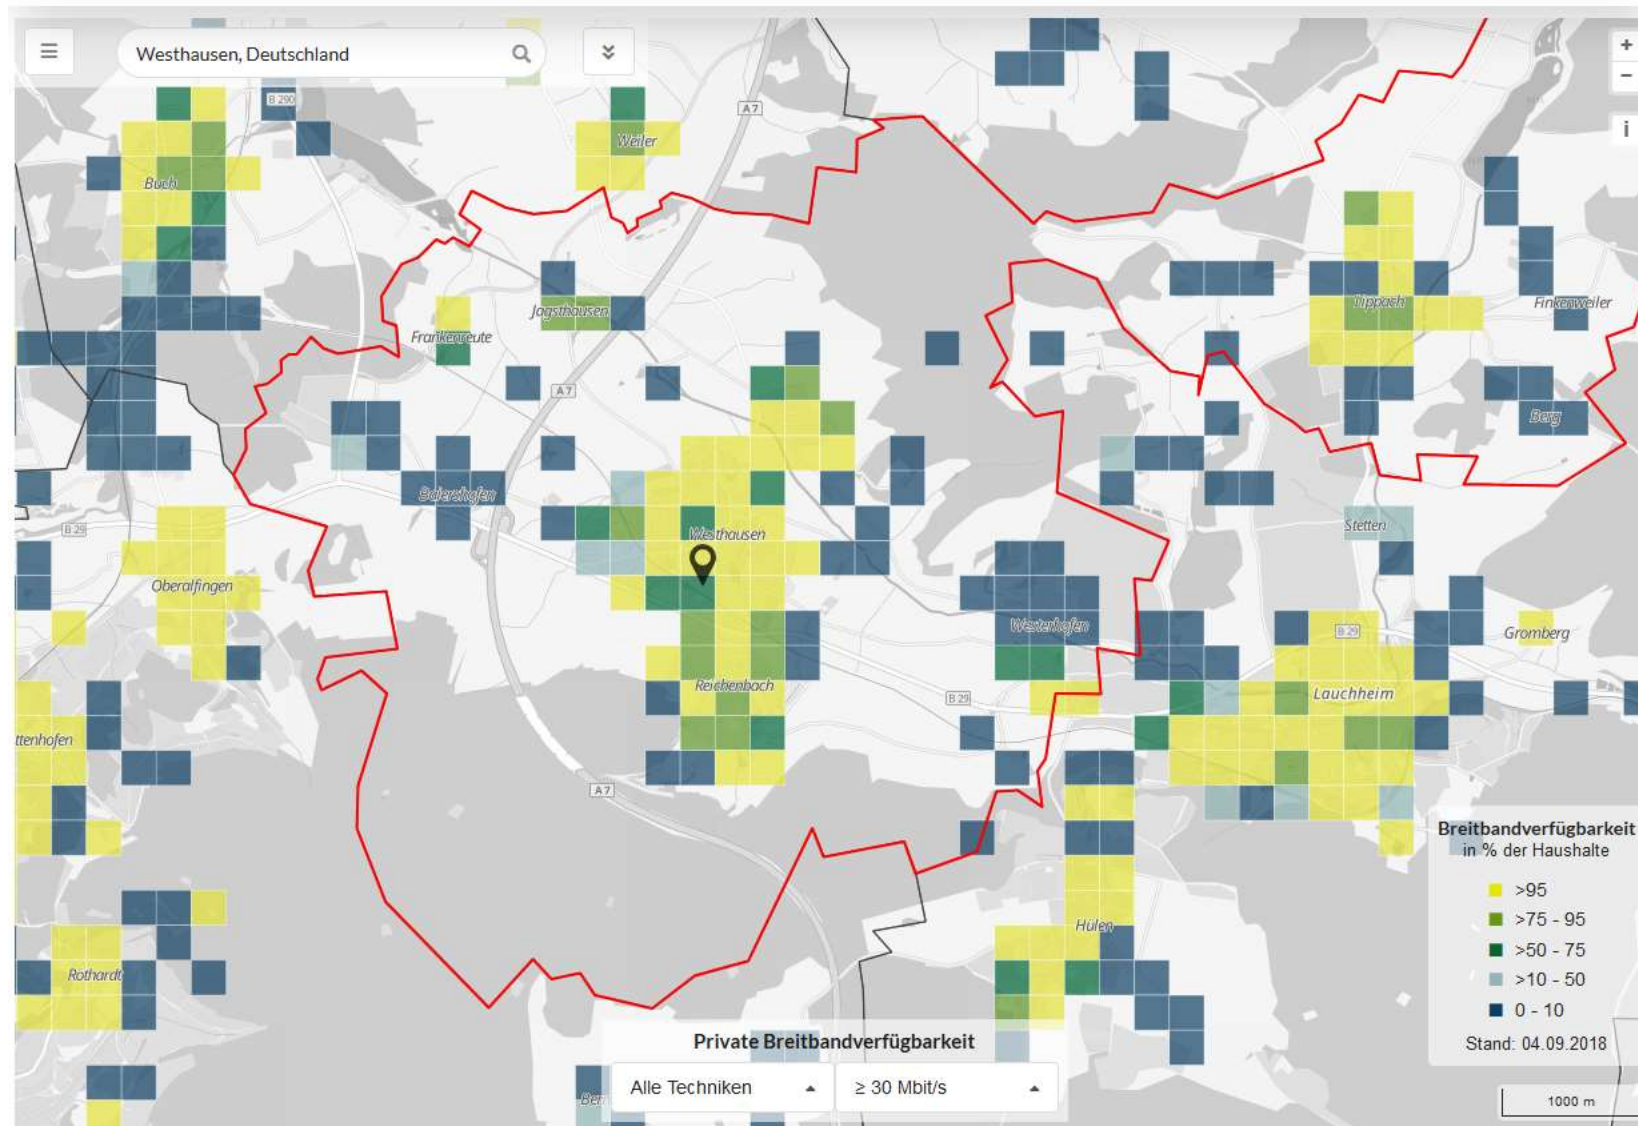 Westhausen, Deutschland
B 290
A7
Weiler
Buch
Jagsthausen
Frankenreute
Lippach
Finkenweiler
A7
Berg
Baiershofen
B 29
Westhausen
Stetten
Oberalfingen
Westerhofen
B 29
Gromberg
Reichenbach
B 29
Lauchheim
ttenhofen
A7
Breitbandverfügbarkeit
in % der Haushalte
>95
>75 - 95
>50 - 75
>10 - 50
0 - 10
Stand: 04.09.2018
Hülen
Rothardt
Private Breitbandverfügbarkeit
Alle Techniken
≥ 30 Mbit/s
Ber
1000 m
+
−
i